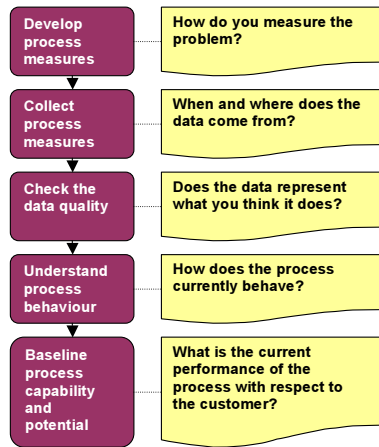 Develop
process
measures
How do you measure the
problem?
Collect
process
measures
When and where does the
data come from?
Check the
data quality
Does the data represent
what you think it does?
Understand
process
behaviour
How does the process
currently behave?
Baseline
process
capability
and
potential
What is the current
performance of the
process with respect to
the customer?